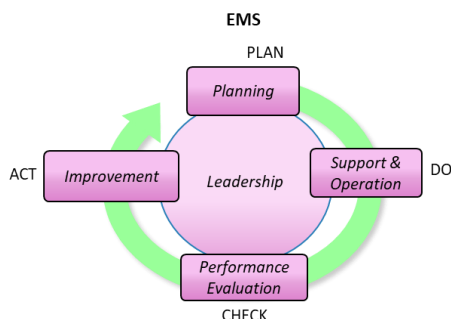 EMS
PLAN
Planning
ACT
Improvement
Leadership
Support &
Operation
DO
Performance
Evaluation
CHECK